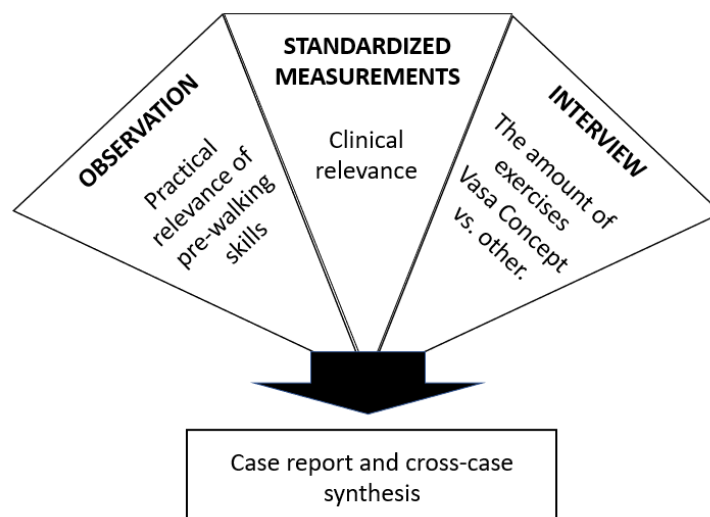 OBSERVATION
Practical
relevance of
pre-walking
skills
STANDARDIZED
MEASUREMENTS
Clinical
relevance
INTERVIEW
The amount of
exercises
Vasa Concept
vs. other.
Case report and cross-case
synthesis